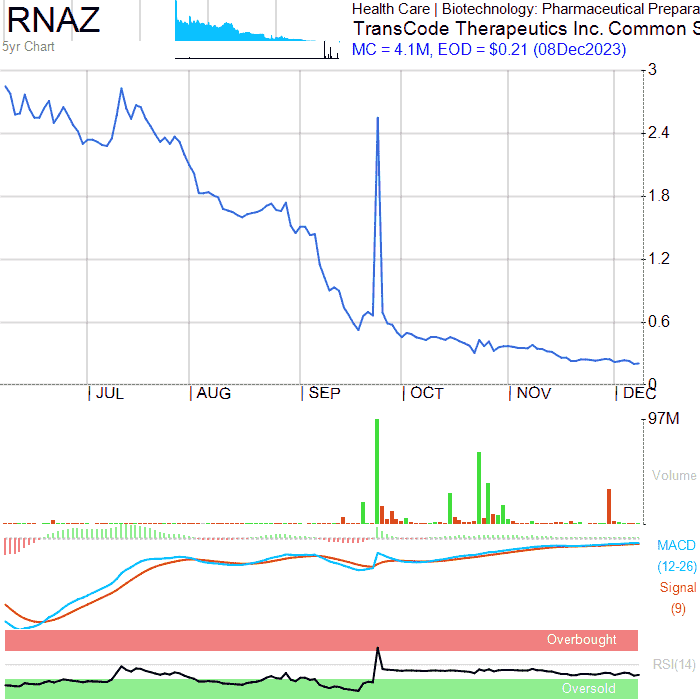 RNAZ
5yr Chart
Health Care | Biotechnology: Pharmaceutical Prepara
TransCode Therapeutics Inc. Common S
MC = 4.1M, EOD = $0.21 (08Dec2023)
3
2.4
1.8
1.2
0.6
0
JUL AUG SEP OCT NOV DEC
97M
Volume
MACD
(12-26)
Signal
(9)
Overbought
RSI(14)
Oversold